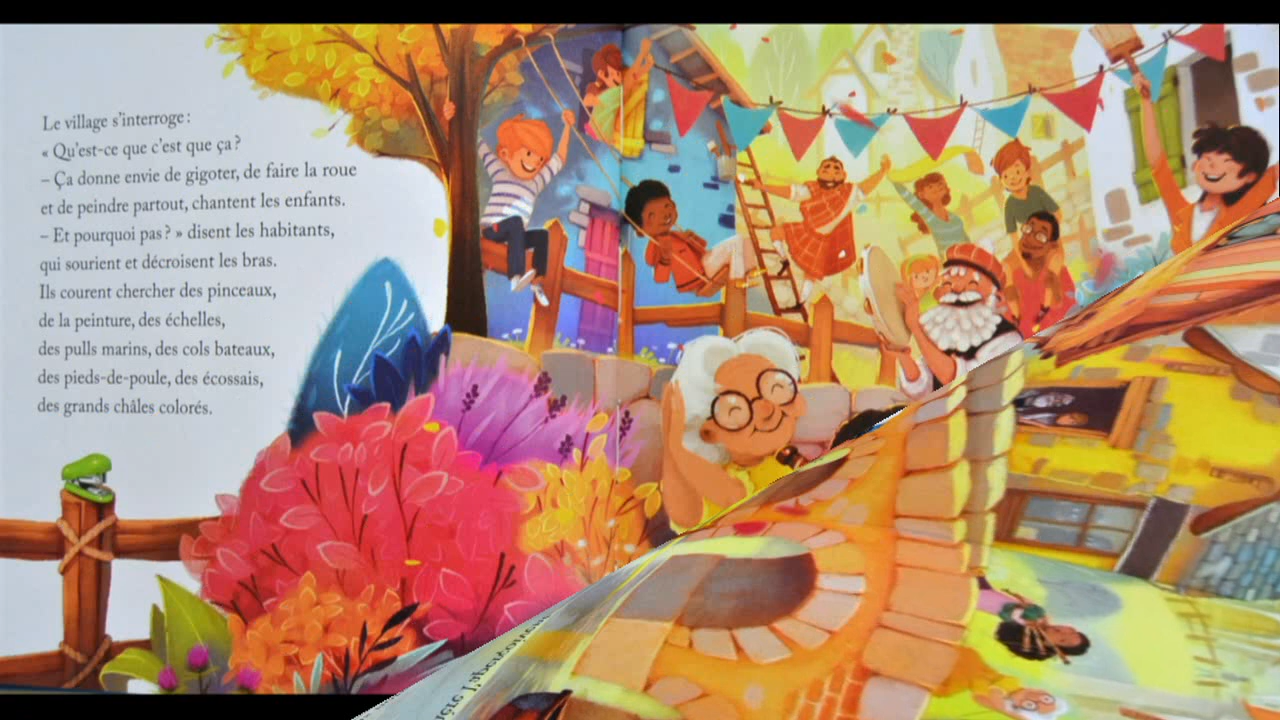 Le village s'interroge :
« Qu'est-ce que c'est que ça ?
– Ça donne envie de gigoter, de faire la roue
et de peindre partout, chantent les enfants.
– Et pourquoi pas ? » disent les habitants,
qui sourient et décroisent les bras.
Ils courent chercher des pinceaux,
de la peinture, des échelles,
des pulls marins, des cols bateaux,
des pieds-de-poule, des écossais,
des grands châles colorés.